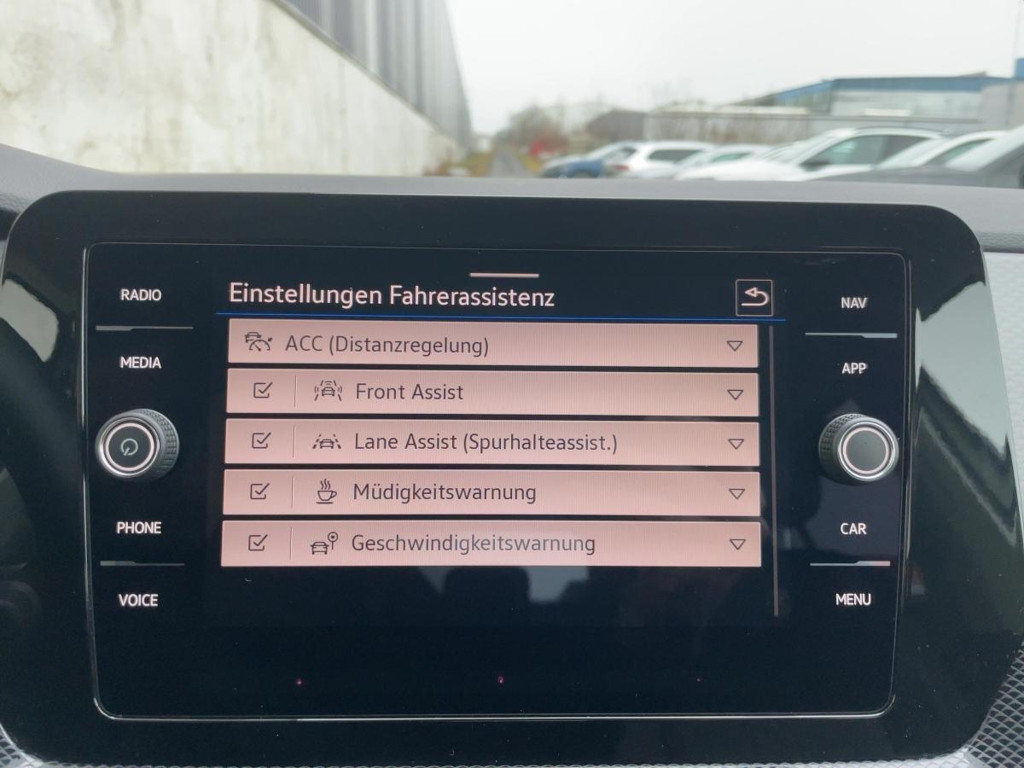 RADIO
MEDIA
PHONE
VOICE
Einstellungen Fahrerassistenz
ACC (Distanzregelung)
Front Assist
Lane Assist (Spurhalteassist.)
Müdigkeitswarnung
Geschwindigkeitswarnung
NAV
APP
CAR
MENU